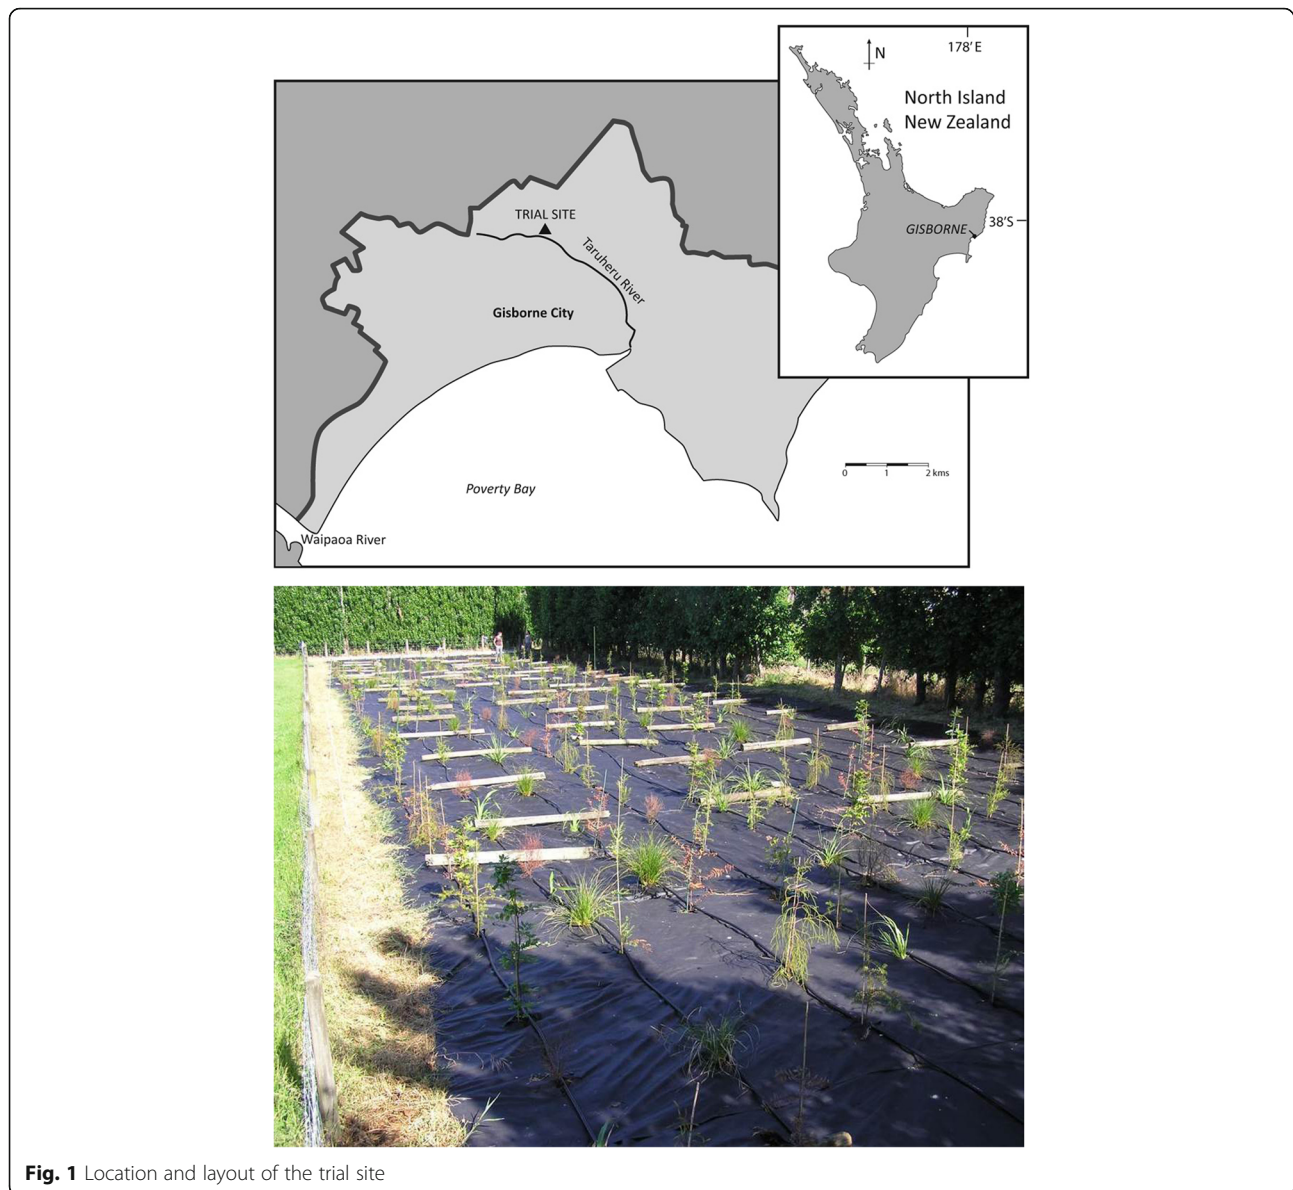 178' E
N
North Island
New Zealand
38'S
GISBORNE
TRIAL SITE
Taruheru River
Gisborne City
0 1 2 kms
Poverty Bay
Waipaoa River
Fig. 1 Location and layout of the trial site